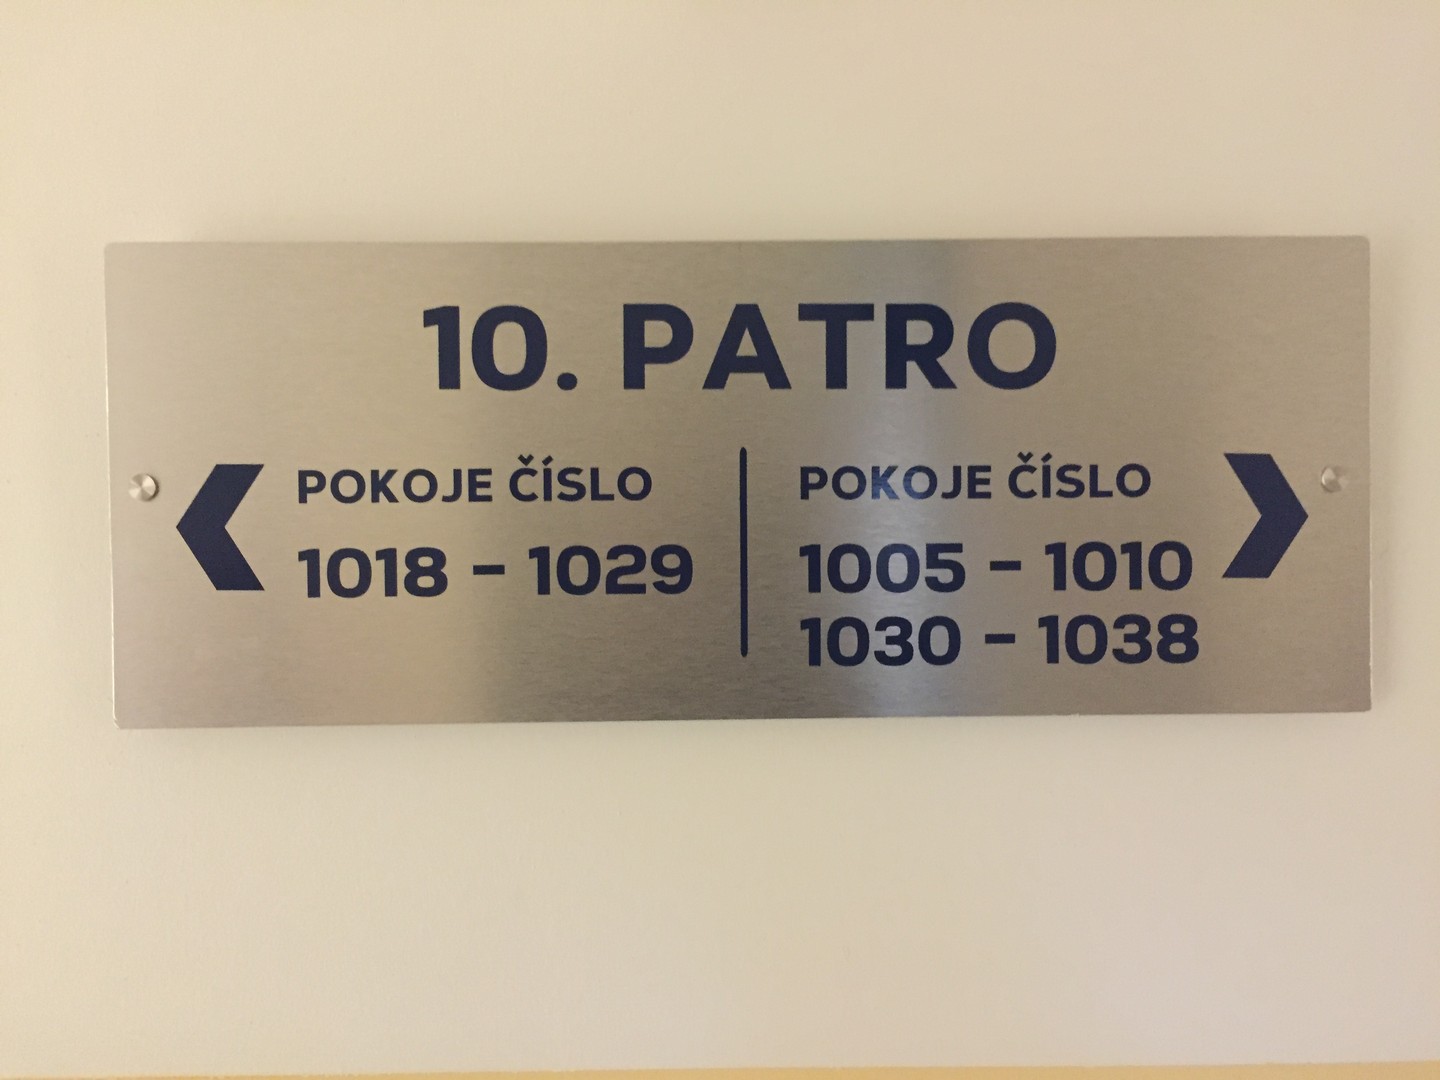 10. PATRO
POKOJE ČÍSLO
1018 – 1029
POKOJE ČÍSLO
1005 – 1010
1030 – 1038